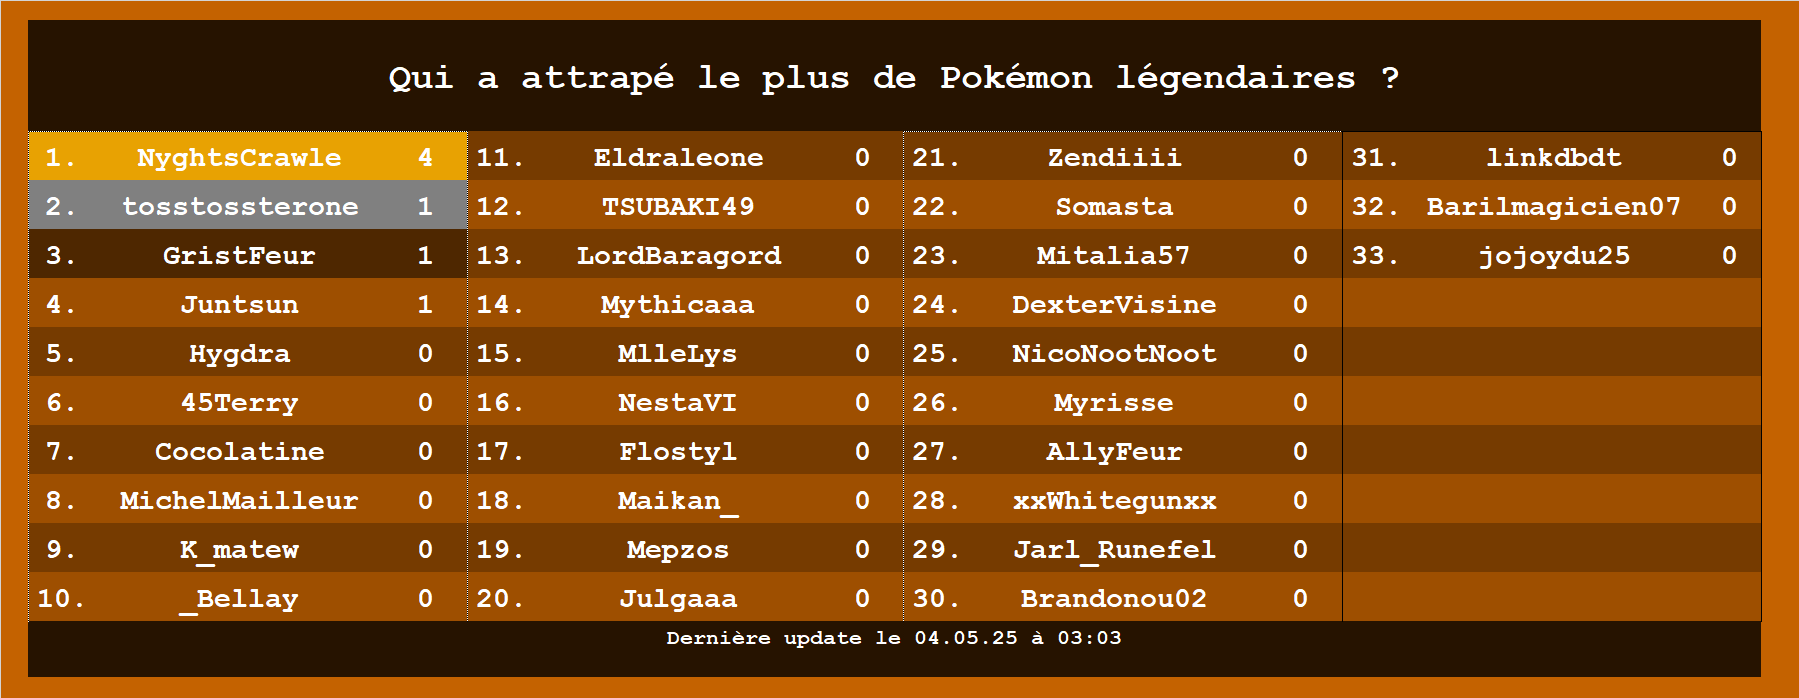 Qui a attrapé le plus de Pokémon légendaires ?
1. NyghtsCrawle 4 11. Eldraleone 0 21. Zendiiii 0 31. linkdbdt 0
2. tosstossterone 1 12. TSUBAKI49 0 22. Somasta 0 32. Barilmagicien07 0
3. GristFeur 1 13. LordBaragord 0 23. Mitalia57 0 33. jojoydu25 0
4. Juntsun 1 14. Mythicaaa 0 24. DexterVisine 0
5. Hygdra 0 15. MlleLys 0 25. NicoNootNoot 0
6. 45Terry 0 16. NestaVI 0 26. Myrisse 0
7. Cocolatine 0 17. Flostyl 0 27. AllyFeur 0
8. MichelMailleur 0 18. Maikan_ 0 28. xxWhitegunxx 0
9. K_matew 0 19. Mepzos 0 29. Jarl_Runefel 0
10. _Bellay 0 20. Julgaaa 0 30. Brandonou02 0
Dernière update le 04.05.25 à 03:03